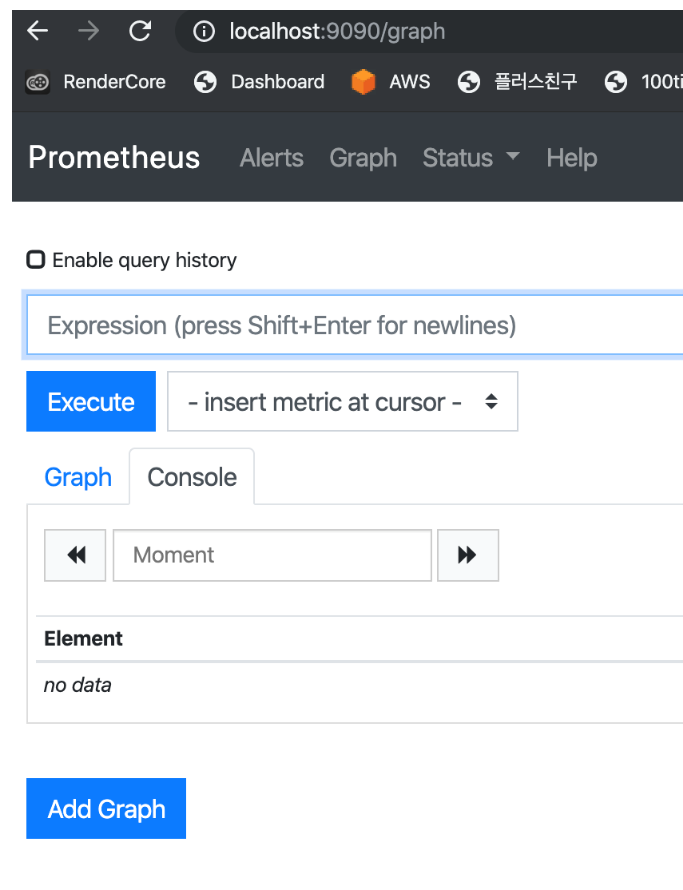 localhost:9090/graph
RenderCore Dashboard AWS 플러스친구 100ti
Prometheus Alerts Graph Status Help
Enable query history
Expression (press Shift+Enter for newlines)
Execute - insert metric at cursor -
Graph Console
Moment
Element
no data
Add Graph